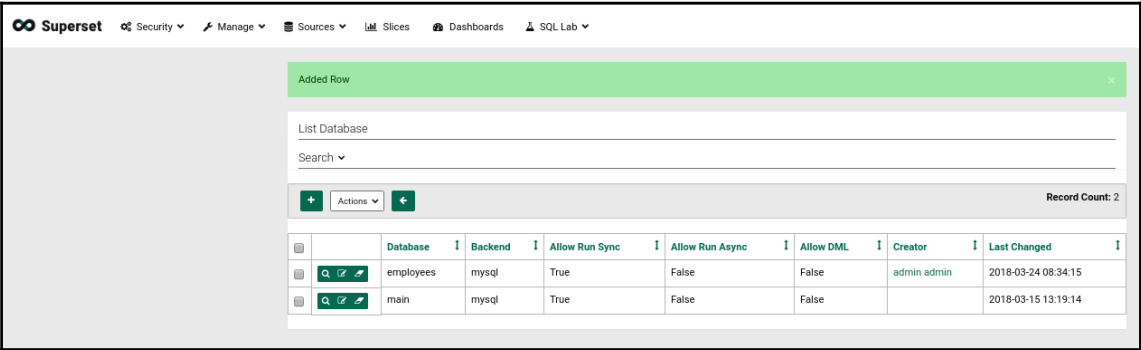 Superset Security Manage Sources Slices Dashboards SQL Lab
Added Row ×
List Database
Search
+ Actions Record Count: 2
Database Backend Allow Run Sync Allow Run Async Allow DML Creator Last Changed
employees mysql True False False admin admin 2018-03-24 08:34:15
main mysql True False False 2018-03-15 13:19:14